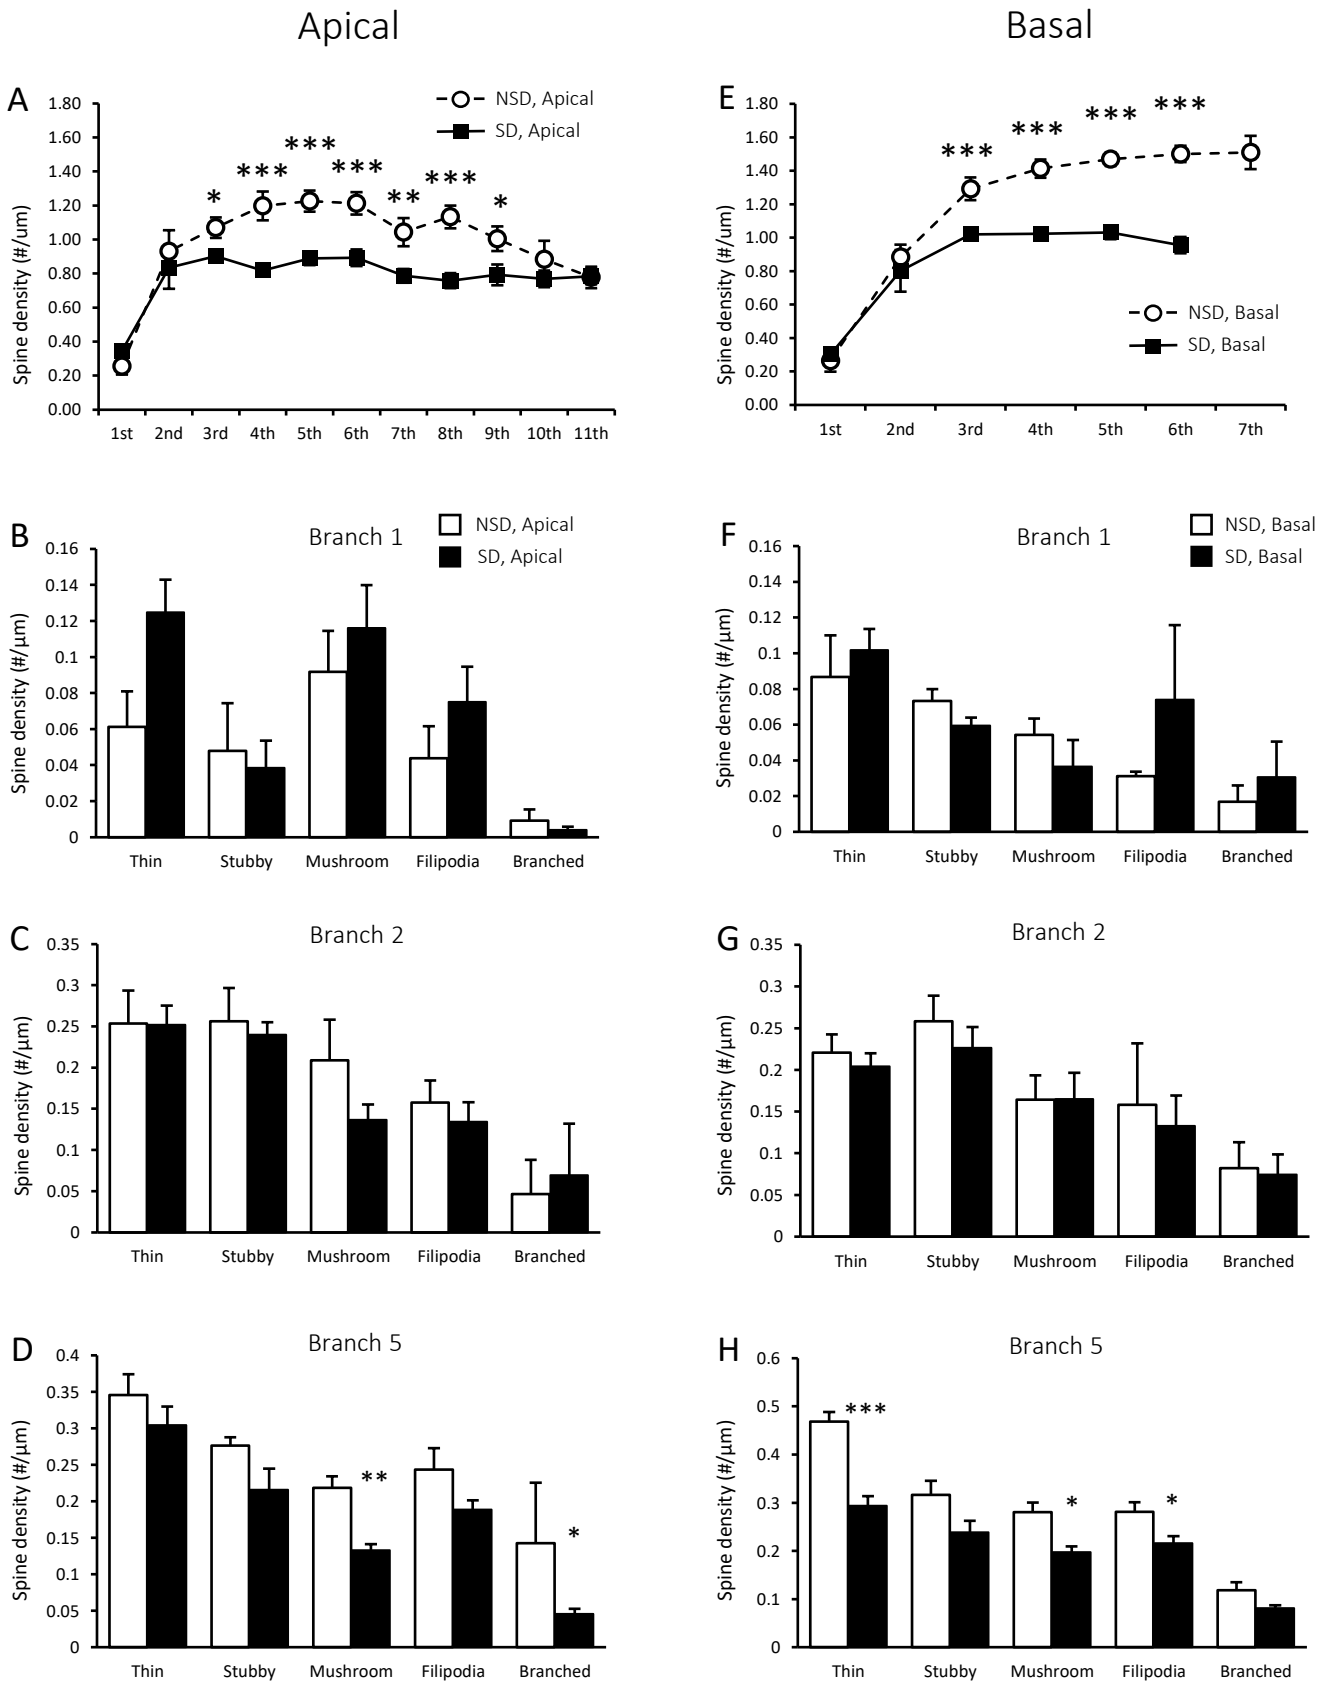 Apical
Basal
A
NSD, Apical
SD, Apical
Spine density (#/um)
1.80
1.60
1.40
1.20
1.00
0.80
0.60
0.40
0.20
0.00
* *** *** *** ** *** *
1st 2nd 3rd 4th 5th 6th 7th 8th 9th 10th 11th
E
NSD, Basal
SD, Basal
Spine density (#/um)
1.80
1.60
1.40
1.20
1.00
0.80
0.60
0.40
0.20
0.00
*** *** *** ***
1st 2nd 3rd 4th 5th 6th 7th
B
Branch 1
NSD, Apical
SD, Apical
Spine density (#/µm)
0.16
0.14
0.12
0.1
0.08
0.06
0.04
0.02
0
Thin Stubby Mushroom Filipodia Branched
F
Branch 1
NSD, Basal
SD, Basal
Spine density (#/µm)
0.16
0.14
0.12
0.1
0.08
0.06
0.04
0.02
0
Thin Stubby Mushroom Filipodia Branched
C
Branch 2
Spine density (#/µm)
0.35
0.3
0.25
0.2
0.15
0.1
0.05
0
Thin Stubby Mushroom Filipodia Branched
G
Branch 2
Spine density (#/µm)
0.35
0.3
0.25
0.2
0.15
0.1
0.05
0
Thin Stubby Mushroom Filipodia Branched
D
Branch 5
Spine density (#/µm)
0.4
0.35
0.3
0.25
0.2
0.15
0.1
0.05
0
** *
Thin Stubby Mushroom Filipodia Branched
H
Branch 5
Spine density (#/µm)
0.6
0.5
0.4
0.3
0.2
0.1
0
*** * *
Thin Stubby Mushroom Filipodia Branched